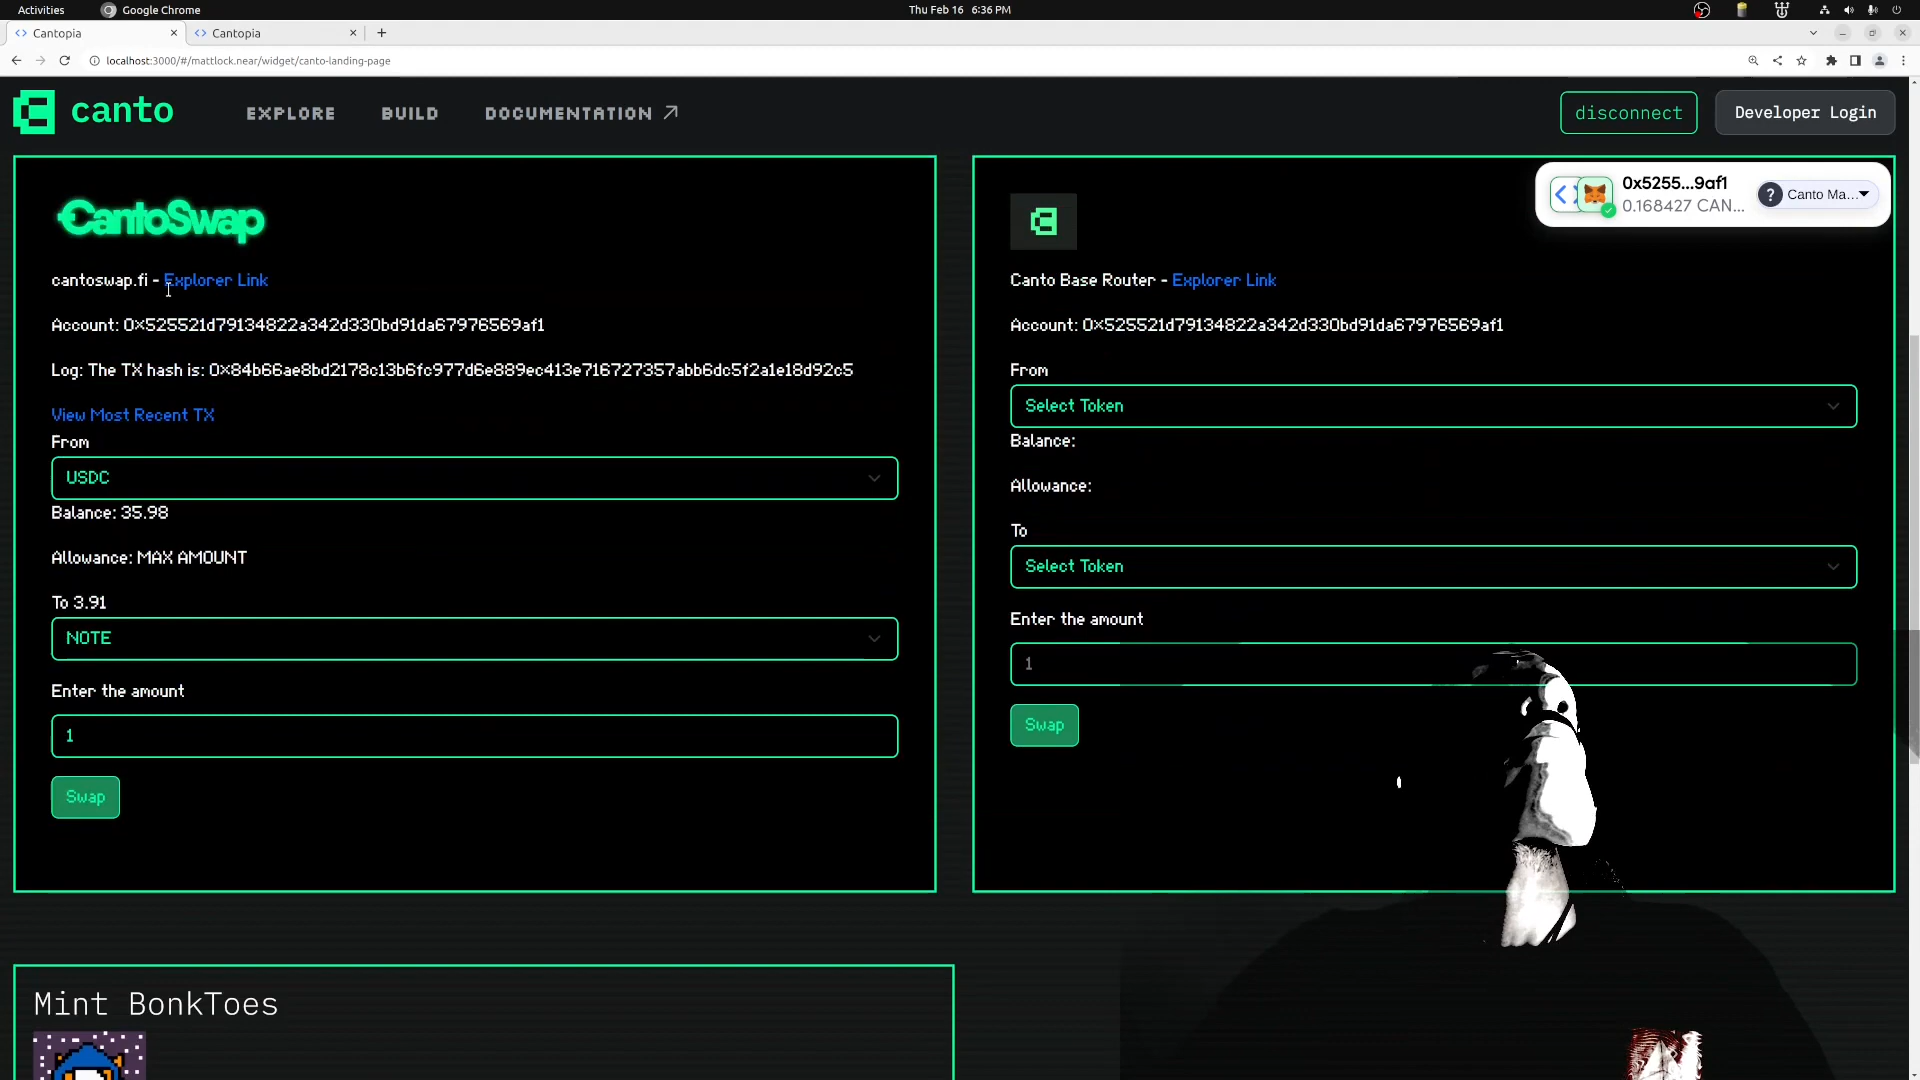 Activities Google Chrome Thu Feb 16 6:36 PM
Cantopia
Cantopia
localhost:3000/#/mattlock.near/widget/canto-landing-page
canto EXPLORE BUILD DOCUMENTATION disconnect Developer Login
0x5255...9af1
0.168427 CAN...
Canto Ma...
CantoSwap
cantoswap.fi - Explorer Link
Account: 0x525521d79134822a342d330bd91da67976569af1
Log: The TX hash is: 0x84b66ae8bd2178c13b6fc977d6e889ec413e716727357abb6dc5f2a1e18d92c5
View Most Recent TX
From
USDC
Balance: 35.98
Allowance: MAX AMOUNT
To 3.91
NOTE
Enter the amount
1
Swap
Canto Base Router - Explorer Link
Account: 0x525521d79134822a342d330bd91da67976569af1
From
Select Token
Balance:
Allowance:
To
Select Token
Enter the amount
1
Swap
Mint BonkToes